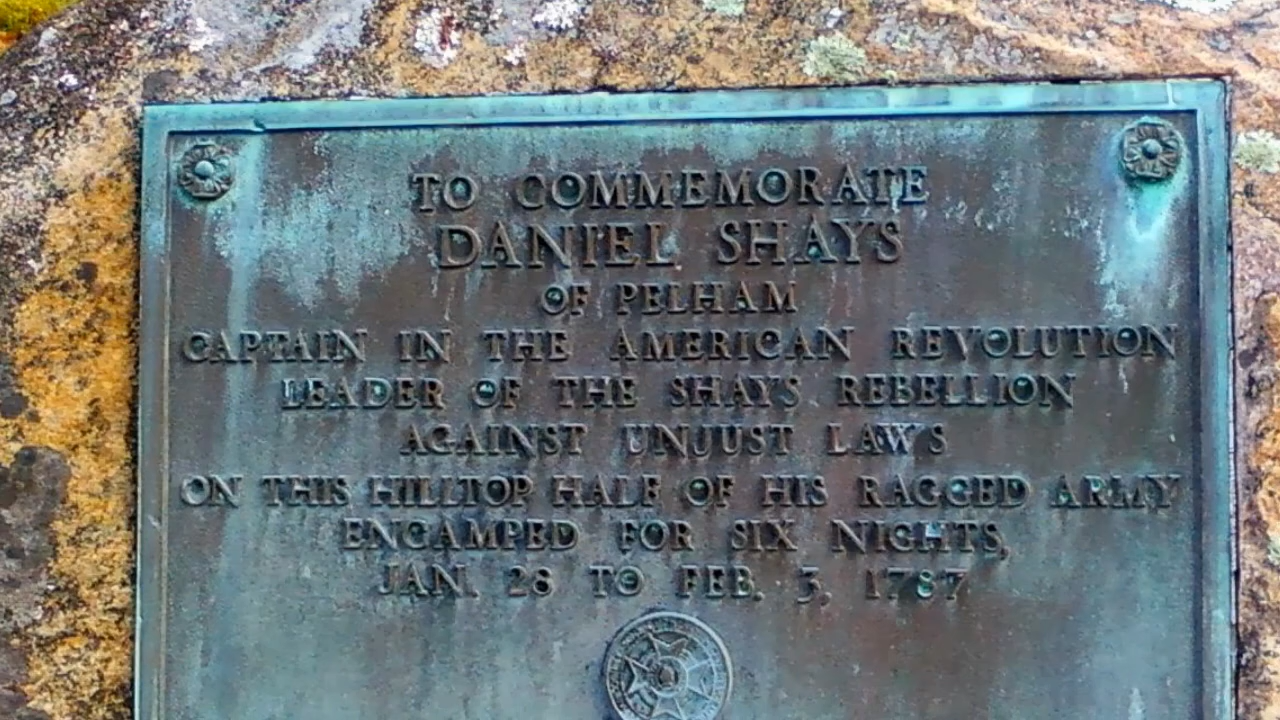 TO COMMEMORATE
DANIEL SHAYS
OF PELHAM
CAPTAIN IN THE AMERICAN REVOLUTION
LEADER OF THE SHAYS REBELLION
AGAINST UNJUST LAWS
ON THIS HILLTOP HALF OF HIS RAGGED ARMY
ENCAMPED FOR SIX NIGHTS,
JAN. 28 TO FEB. 3, 1787